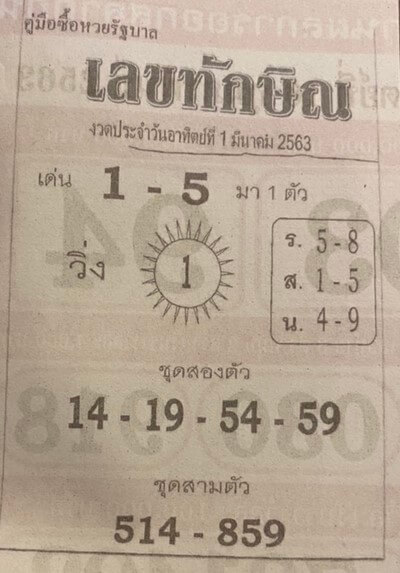 คู่มือซื้อหวยรัฐบาล
เลขทักษิณ
งวดประจำวันอาทิตย์ที่ 1 มีนาคม 2563
เด่น 1 - 5 มา 1 ตัว
วิ่ง 1
ร. 5 - 8
ส. 1 - 5
น. 4 - 9
ชุดสองตัว
14 - 19 - 54 - 59
ชุดสามตัว
514 - 859